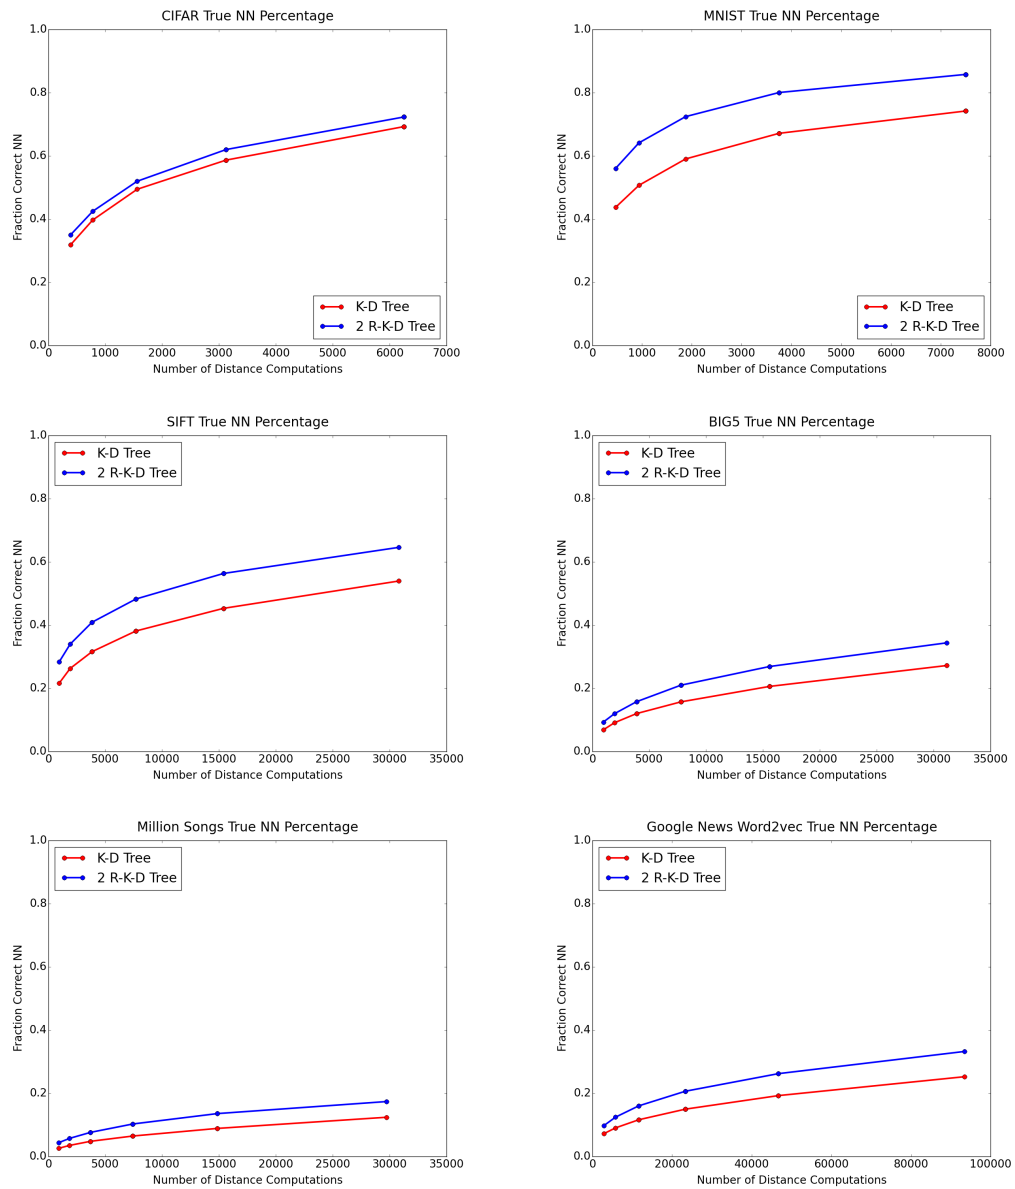 CIFAR True NN Percentage
1.0
0.8
0.6
0.4
0.2
0.0
Fraction Correct NN
K-D Tree
2 R-K-D Tree
0 1000 2000 3000 4000 5000 6000 7000
Number of Distance Computations
MNIST True NN Percentage
1.0
0.8
0.6
0.4
0.2
0.0
Fraction Correct NN
K-D Tree
2 R-K-D Tree
0 1000 2000 3000 4000 5000 6000 7000 8000
Number of Distance Computations
SIFT True NN Percentage
1.0
0.8
0.6
0.4
0.2
0.0
Fraction Correct NN
K-D Tree
2 R-K-D Tree
0 5000 10000 15000 20000 25000 30000 35000
Number of Distance Computations
BIG5 True NN Percentage
1.0
0.8
0.6
0.4
0.2
0.0
Fraction Correct NN
K-D Tree
2 R-K-D Tree
0 5000 10000 15000 20000 25000 30000 35000
Number of Distance Computations
Million Songs True NN Percentage
1.0
0.8
0.6
0.4
0.2
0.0
Fraction Correct NN
K-D Tree
2 R-K-D Tree
0 5000 10000 15000 20000 25000 30000 35000
Number of Distance Computations
Google News Word2vec True NN Percentage
1.0
0.8
0.6
0.4
0.2
0.0
Fraction Correct NN
K-D Tree
2 R-K-D Tree
0 20000 40000 60000 80000 100000
Number of Distance Computations